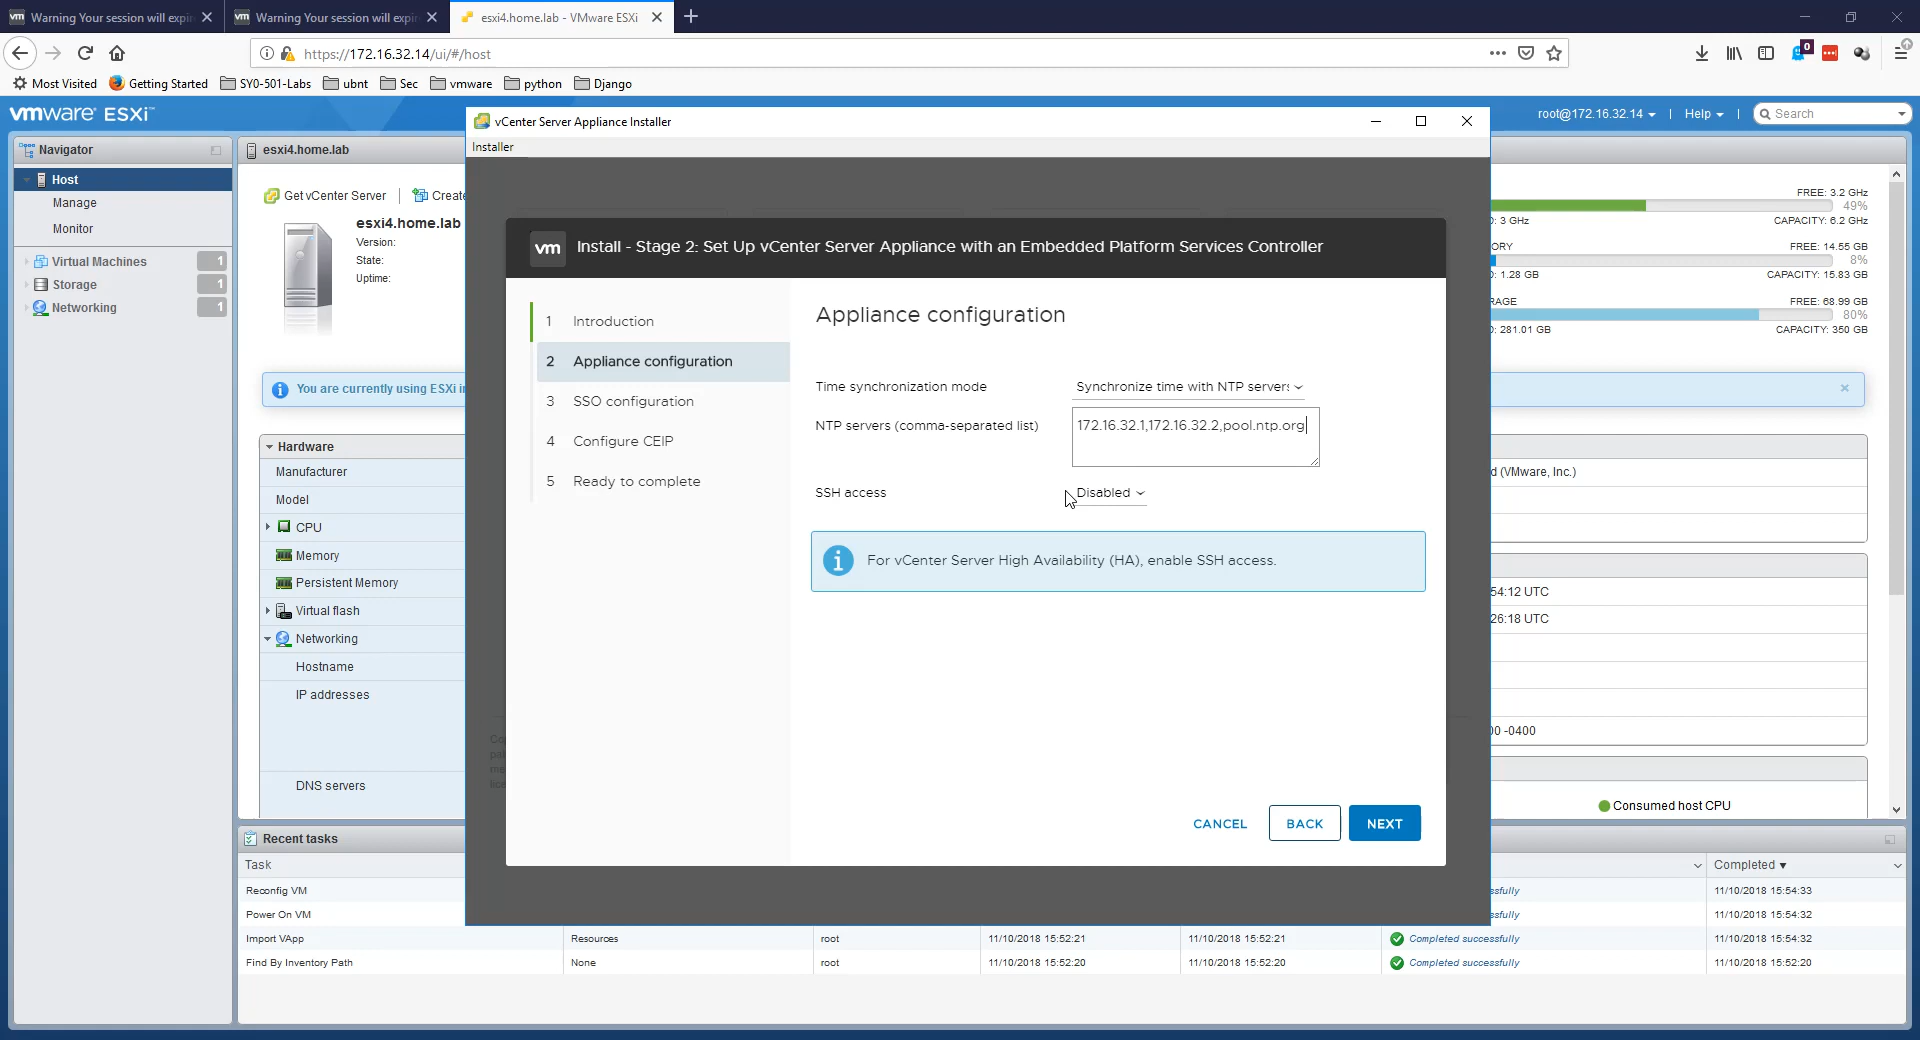 Warning Your session will expi
Warning Your session will expi
esxi4.home.lab - VMware ESXi
https://172.16.32.14/ui/#/host
0
Most Visited
Getting Started
SY0-501-Labs
ubnt
Sec
vmware
python
Django
vmware ESXi™
root@172.16.32.14
Help
Search
Navigator
Host
Manage
Monitor
Virtual Machines 1
Storage 1
Networking 1
esxi4.home.lab
Get vCenter Server
Create
esxi4.home.lab
Version:
State:
Uptime:
You are currently using ESXi i
Hardware
Manufacturer
Model
CPU
Memory
Persistent Memory
Virtual flash
Networking
Hostname
IP addresses
DNS servers
vCenter Server Appliance Installer
Installer
vm Install - Stage 2: Set Up vCenter Server Appliance with an Embedded Platform Services Controller
1 Introduction
2 Appliance configuration
3 SSO configuration
4 Configure CEIP
5 Ready to complete
Appliance configuration
Time synchronization mode
Synchronize time with NTP servers
NTP servers (comma-separated list)
172.16.32.1,172.16.32.2,pool.ntp.org
SSH access
Disabled
For vCenter Server High Availability (HA), enable SSH access.
CANCEL
BACK
NEXT
FREE: 3.2 GHz
49%
D: 3 GHz
CAPACITY: 6.2 GHz
ORY
FREE: 14.55 GB
8%
D: 1.28 GB
CAPACITY: 15.83 GB
RAGE
FREE: 68.99 GB
80%
D: 281.01 GB
CAPACITY: 350 GB
d (VMware, Inc.)
54:12 UTC
26:18 UTC
00 -0400
Consumed host CPU
Recent tasks
Task
Completed
Reconfig VM
ssfully
11/10/2018 15:54:33
Power On VM
ssfully
11/10/2018 15:54:32
Import VApp
Resources
root
11/10/2018 15:52:21
11/10/2018 15:52:21
Completed successfully
11/10/2018 15:54:32
Find By Inventory Path
None
root
11/10/2018 15:52:20
11/10/2018 15:52:20
Completed successfully
11/10/2018 15:52:20